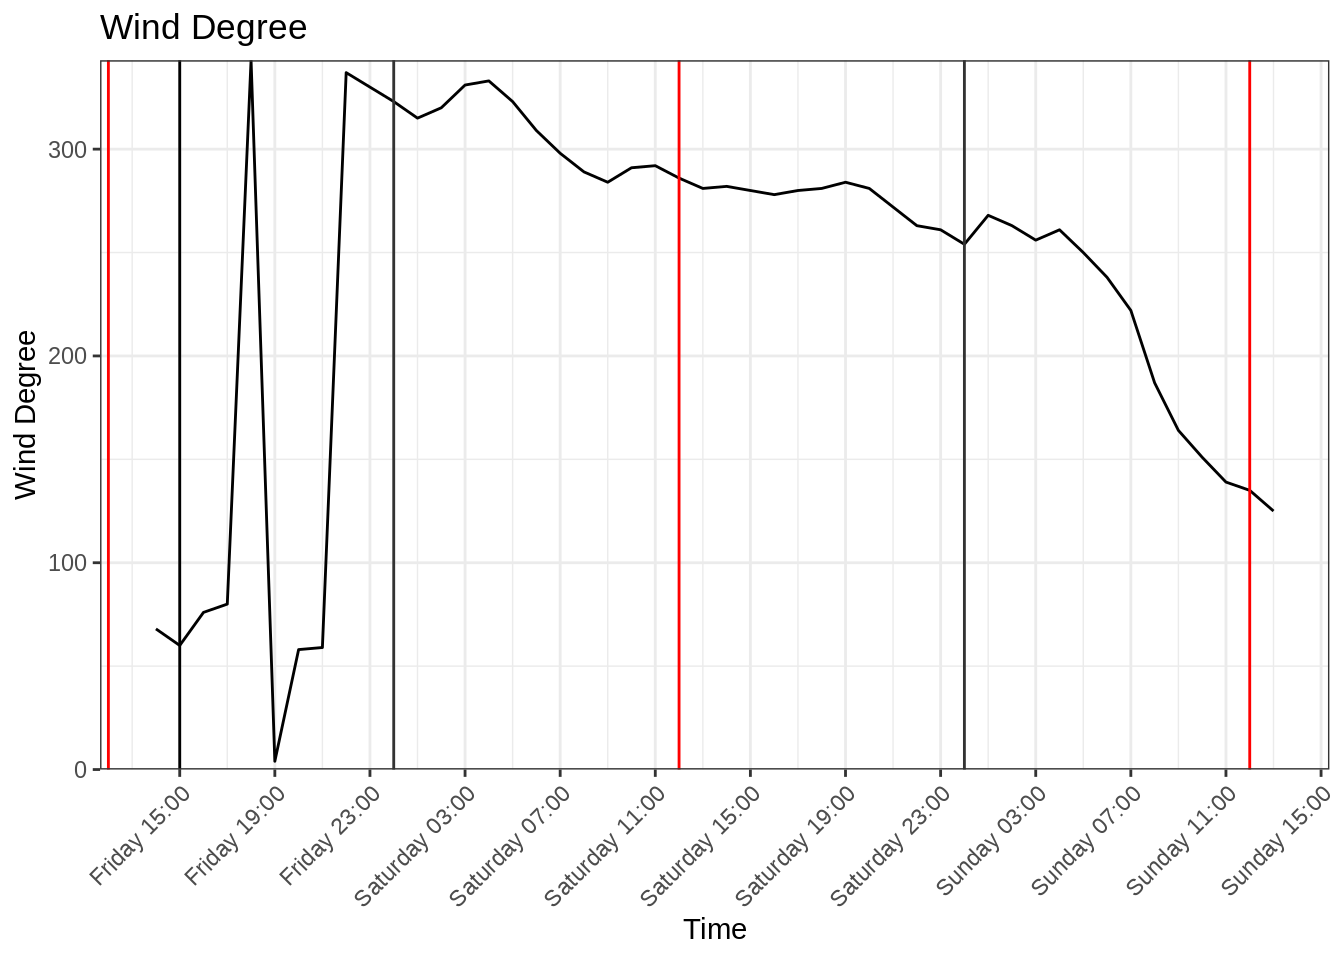 Wind Degree
Wind Degree
300
200
100
0
Friday 15:00
Friday 19:00
Friday 23:00
Saturday 03:00
Saturday 07:00
Saturday 11:00
Saturday 15:00
Saturday 19:00
Saturday 23:00
Sunday 03:00
Sunday 07:00
Sunday 11:00
Sunday 15:00
Time